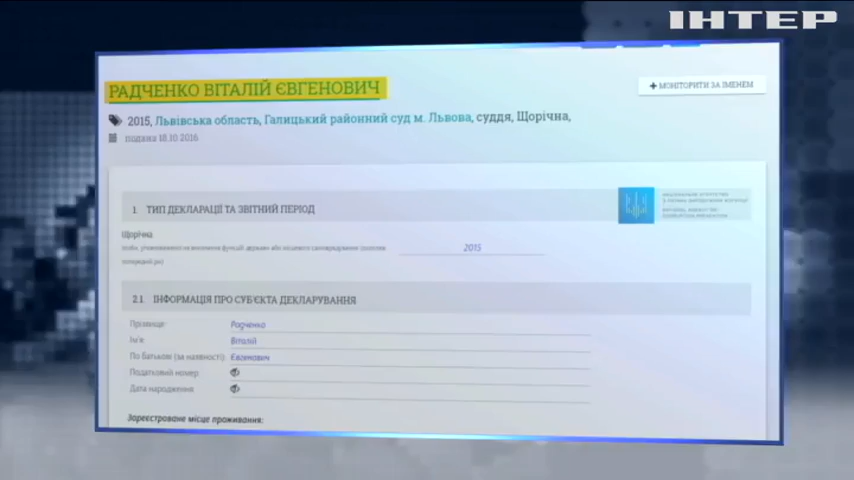 ІНТЕР
РАДЧЕНКО ВІТАЛІЙ ЄВГЕНОВИЧ
МОНІТОРИТИ ЗА ІМЕНЕМ
2015, Львівська область, Галицький районний суд м. Львова, суддя, Щорічна,
подана 18.10.2016
1. ТИП ДЕКЛАРАЦІЇ ТА ЗВІТНИЙ ПЕРІОД
Щорічна
2015
2.1. ІНФОРМАЦІЯ ПРО СУБ'ЄКТА ДЕКЛАРУВАННЯ
Прізвище: Радченко
Ім'я: Віталій
По батькові (за наявності): Євгенович
Податковий номер:
Дата народження:
Зареєстроване місце проживання: